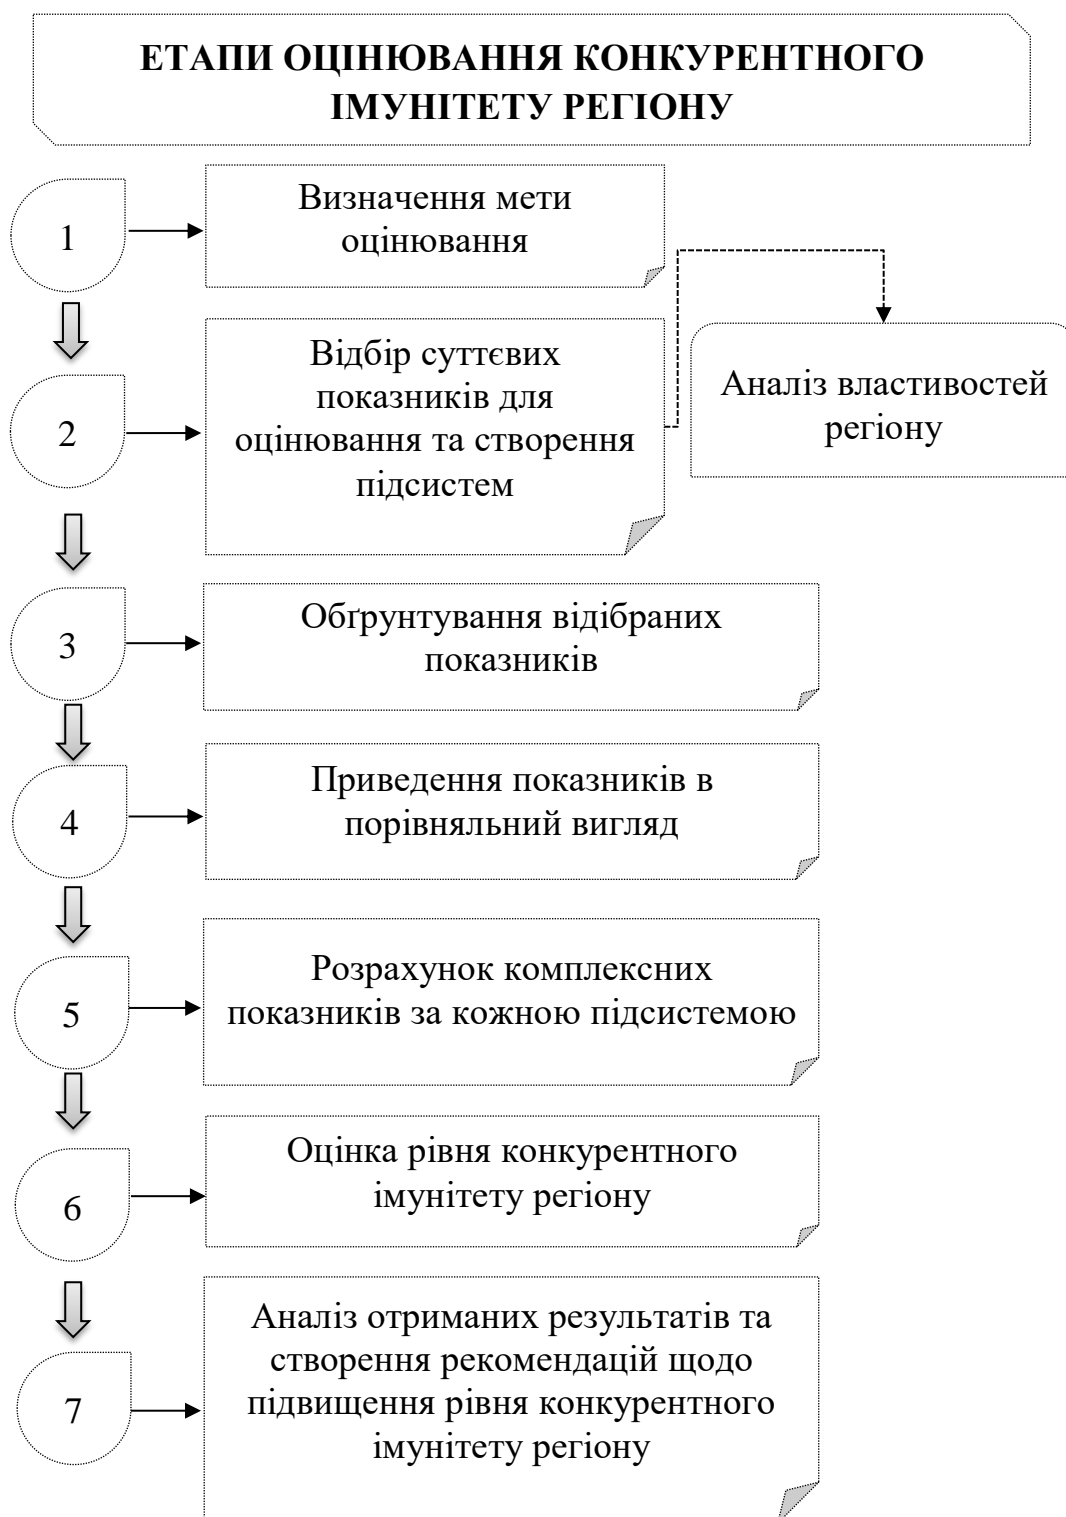 ЕТАПИ ОЦІНЮВАННЯ КОНКУРЕНТНОГО
ІМУНІТЕТУ РЕГІОНУ
1
Визначення мети
оцінювання
2
Відбір суттєвих
показників для
оцінювання та створення
підсистем
Аналіз властивостей
регіону
3
Обґрунтування відібраних
показників
4
Приведення показників в
порівняльний вигляд
5
Розрахунок комплексних
показників за кожною підсистемою
6
Оцінка рівня конкурентного
імунітету регіону
7
Аналіз отриманих результатів та
створення рекомендацій щодо
підвищення рівня конкурентного
імунітету регіону